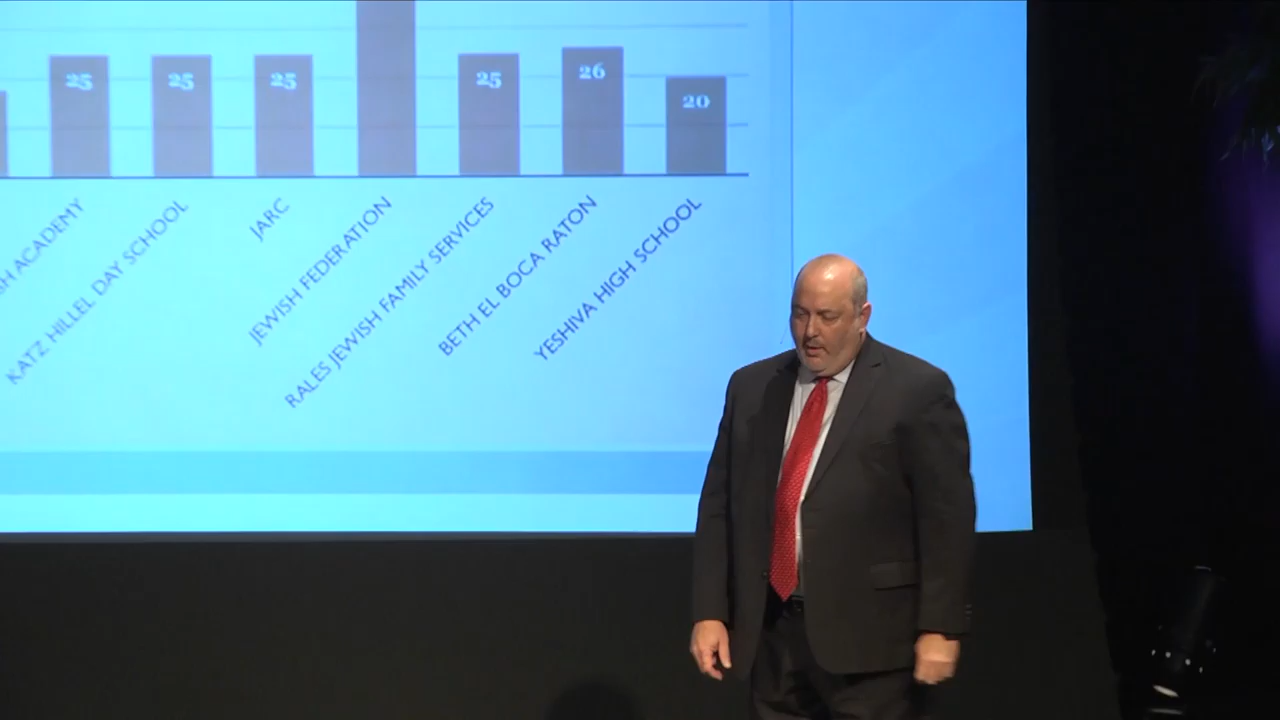 25
25
25
25
26
20
ACADEMY
KATZ HILLEL DAY SCHOOL
JARC
JEWISH FEDERATION
RALES JEWISH FAMILY SERVICES
BETH EL BOCA RATON
YESHIVA HIGH SCHOOL